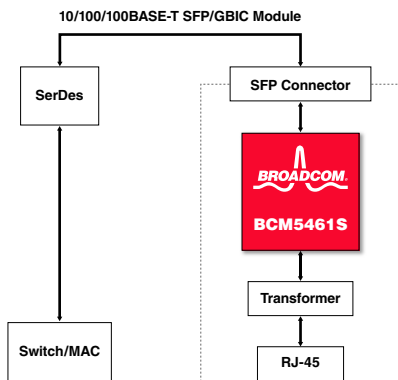 10/100/100BASE-T SFP/GBIC Module
SerDes
SFP Connector
BROADCOM.
BCM5461S
Transformer
Switch/MAC
RJ-45